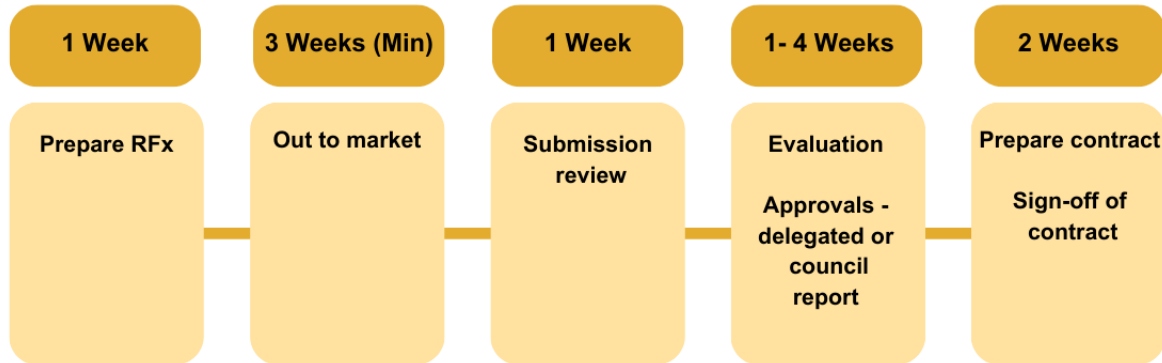 1 Week
3 Weeks (Min)
1 Week
1- 4 Weeks
2 Weeks
Prepare RFx
Out to market
Submission
review
Evaluation
Approvals -
delegated or
council
report
Prepare contract
Sign-off of
contract